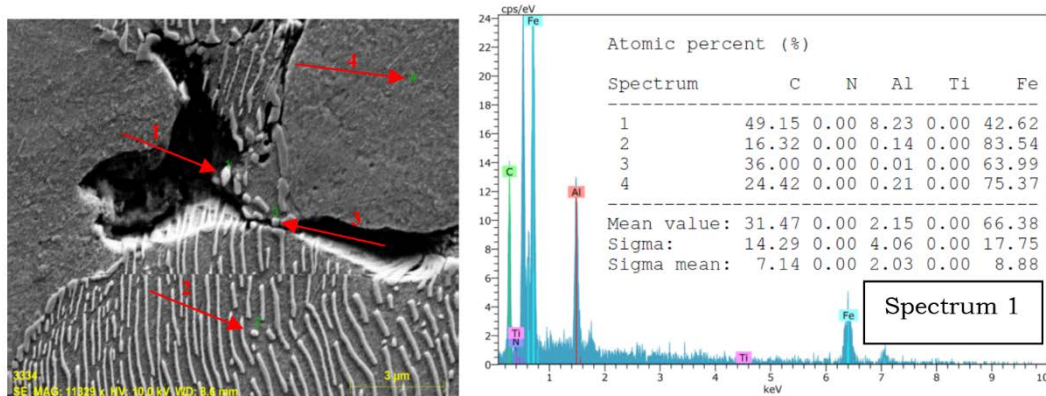 4
1
3
2
3334
SE MAG: 11329 x HV: 10.0 kV WD: 8.6 mm
3 µm
cps/eV
24
22
20
18
16
14
12
10
8
6
4
2
0
Fe
C
Al
Ti
N
Ti
Fe
1 2 3 4 5 6 7 8 9 10
keV
Atomic percent (%)
Spectrum C N Al Ti Fe
1 49.15 0.00 8.23 0.00 42.62
2 16.32 0.00 0.14 0.00 83.54
3 36.00 0.00 0.01 0.00 63.99
4 24.42 0.00 0.21 0.00 75.37
Mean value: 31.47 0.00 2.15 0.00 66.38
Sigma: 14.29 0.00 4.06 0.00 17.75
Sigma mean: 7.14 0.00 2.03 0.00 8.88
Spectrum 1